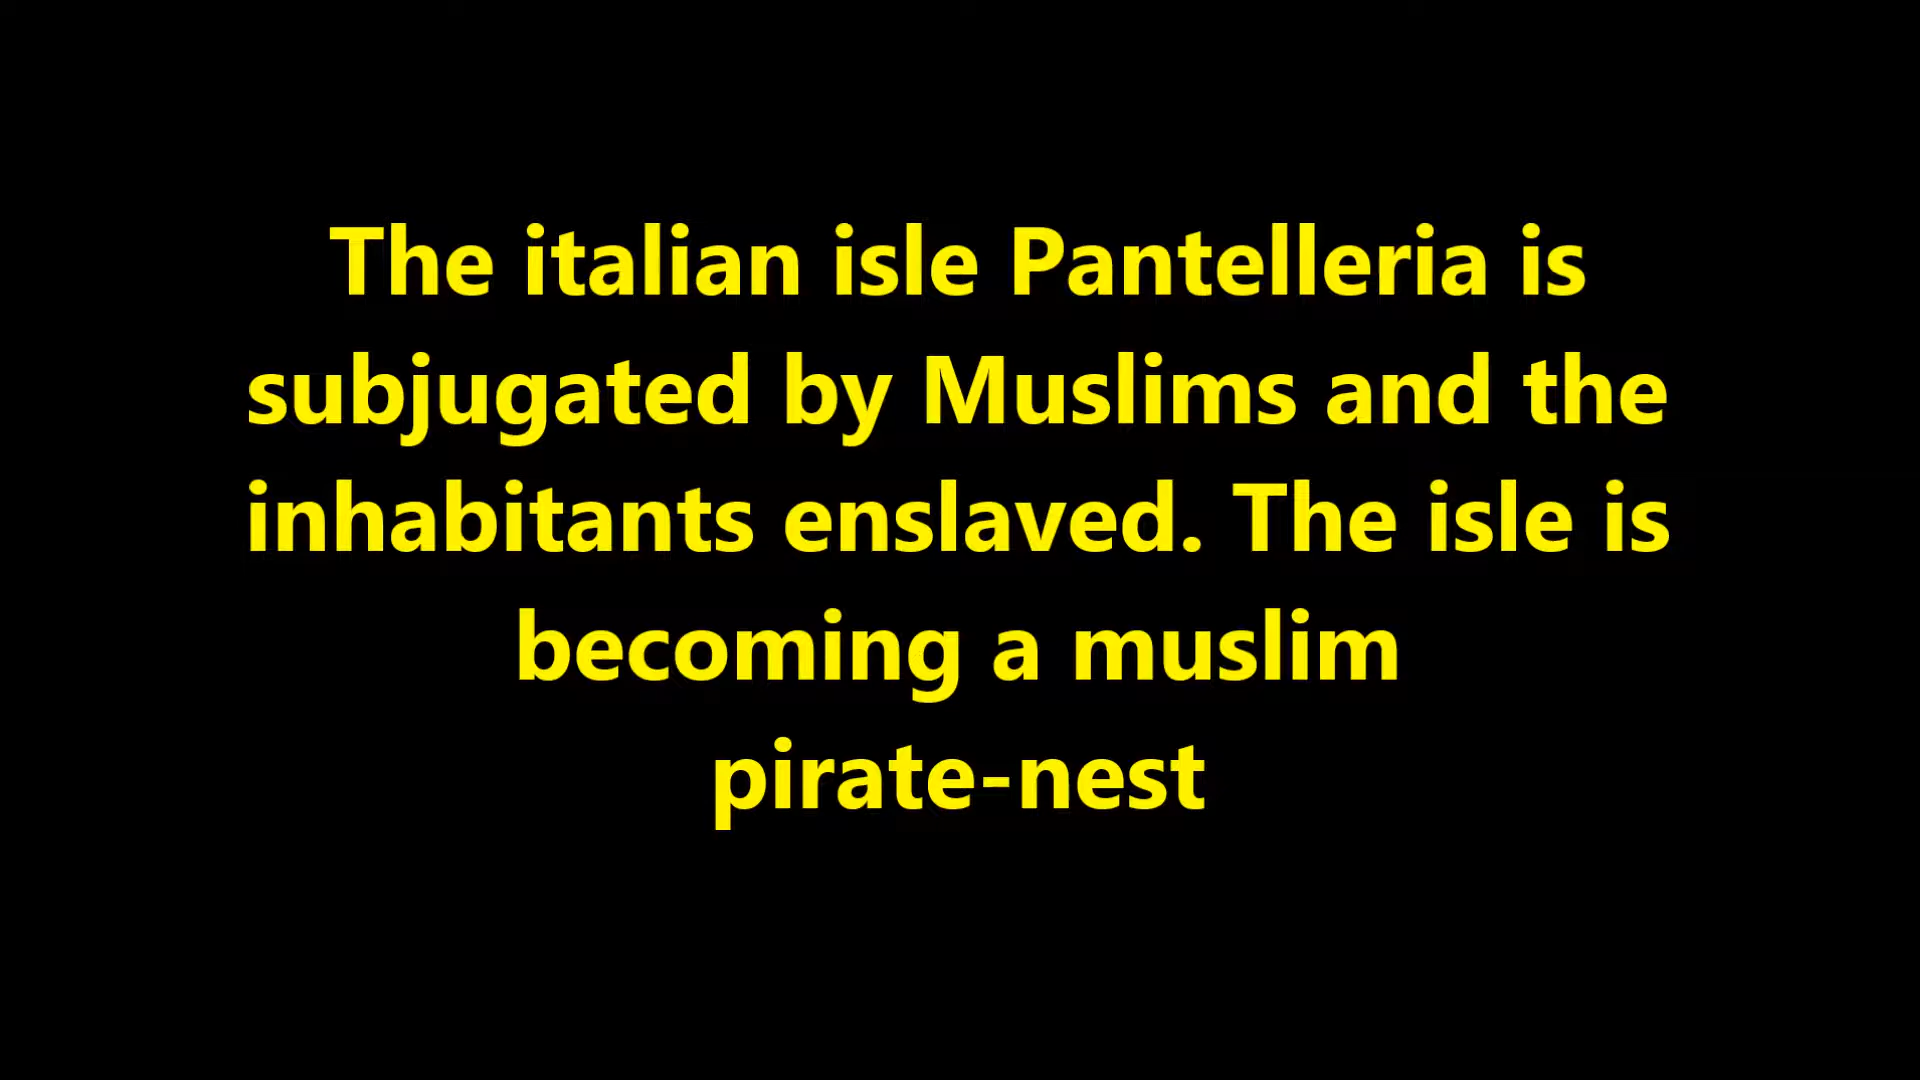 The italian isle Pantelleria is
subjugated by Muslims and the
inhabitants enslaved. The isle is
becoming a muslim
pirate-nest